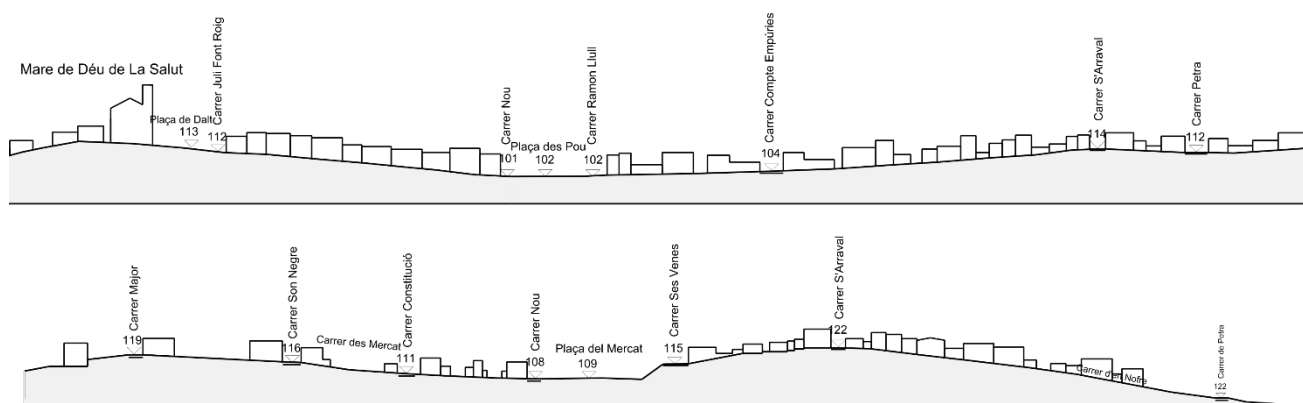 Mare de Déu de La Salut
Plaça de Dalt
113
Carrer Juli Font Roig
112
Carrer Nou
101
Plaça des Pou
102
Carrer Ramon Llull
102
Carrer Compte Empúries
104
Carrer S'Arraval
114
Carrer Petra
112
Carrer Major
119
Carrer Son Negre
116
Carrer des Mercat
Carrer Constitució
111
Carrer Nou
108
Plaça del Mercat
109
Carrer Ses Venes
115
Carrer S'Arraval
122
Carrer d'en Nofre
Carrer de Petra
122